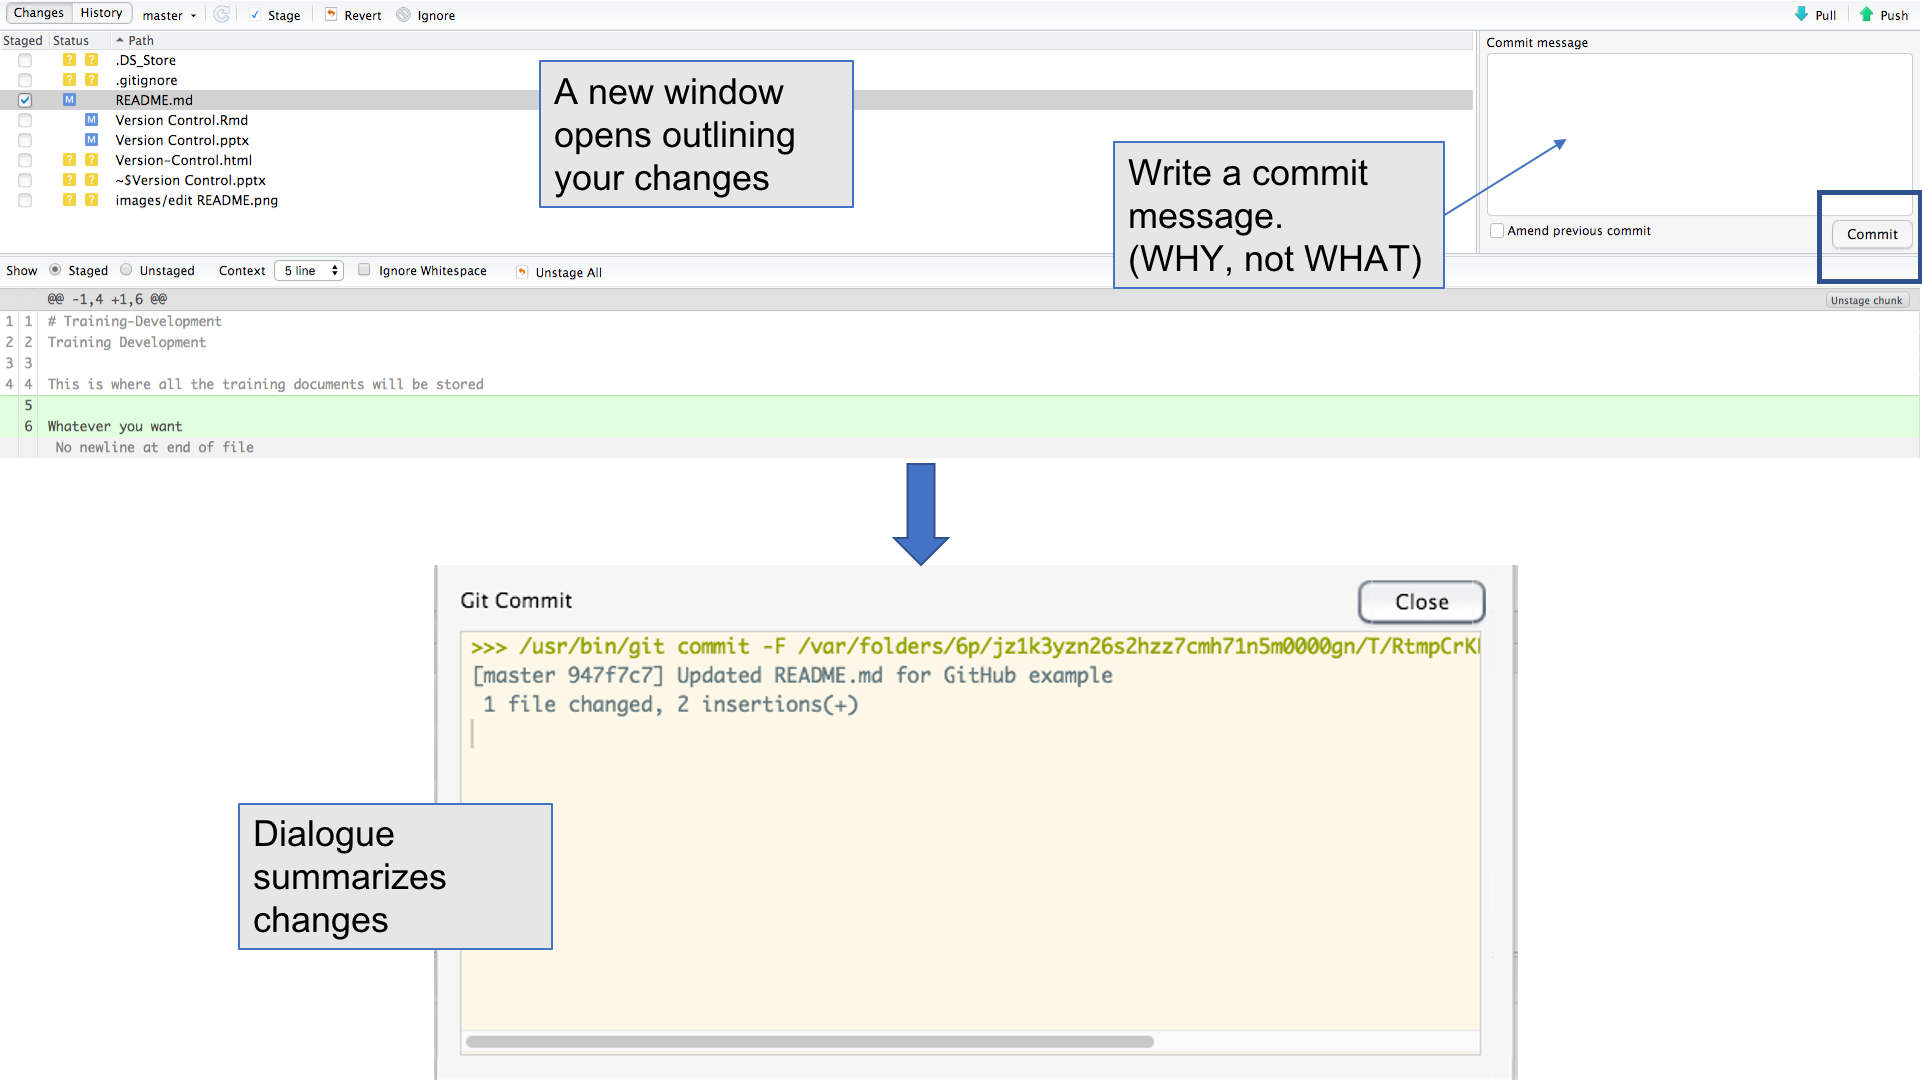 Changes History master Stage Revert Ignore Pull Push
Staged Status Path
Commit message
? ? .DS_Store
? ? .gitignore
M README.md
M Version Control.Rmd
M Version Control.pptx
? ? Version-Control.html
? ? ~$Version Control.pptx
? ? images/edit README.png
A new window
opens outlining
your changes
Write a commit
message.
(WHY, not WHAT)
Amend previous commit
Commit
Show Staged Unstaged Context 5 line Ignore Whitespace Unstage All
@@ -1,4 +1,6 @@ Unstage chunk
1 1 # Training-Development
2 2 Training Development
3 3
4 4 This is where all the training documents will be stored
5
6 Whatever you want
No newline at end of file
Git Commit
Close
>>> /usr/bin/git commit -F /var/folders/6p/jz1k3yzn26s2hzz7cmh71n5m0000gn/T/RtmpCrK
[master 947f7c7] Updated README.md for GitHub example
1 file changed, 2 insertions(+)
Dialogue
summarizes
changes